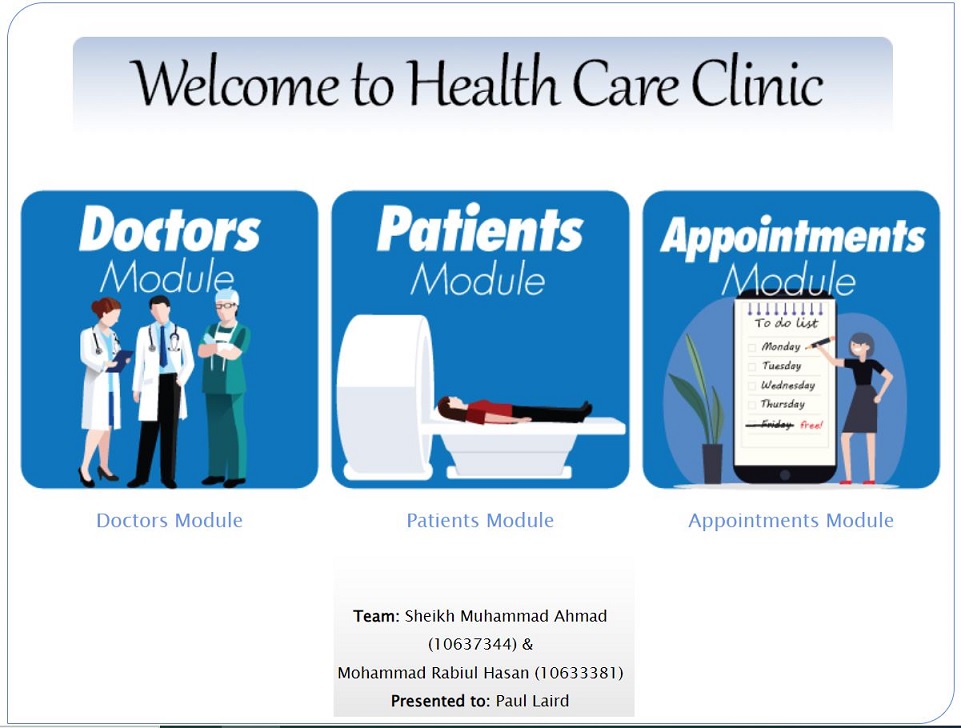 Welcome to Health Care Clinic
Doctors
Module
Patients
Module
Appointments
Module
To do list
Monday
Tuesday
Wednesday
Thursday
Friday free!
Doctors Module
Patients Module
Appointments Module
Team: Sheikh Muhammad Ahmad
(10637344) &
Mohammad Rabiul Hasan (10633381)
Presented to: Paul Laird